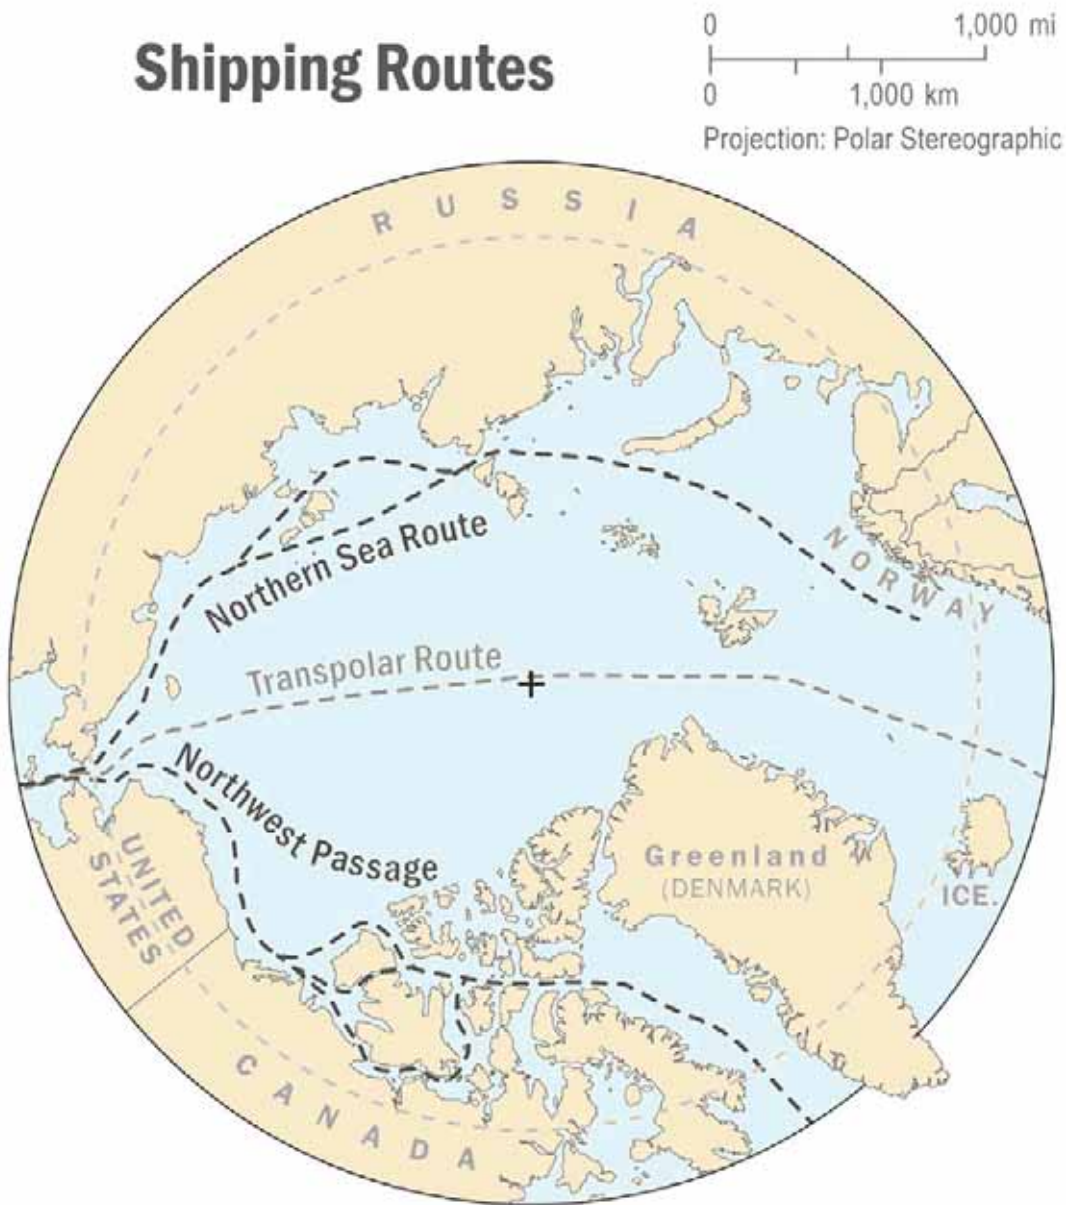 Shipping Routes
0 1,000 mi
0 1,000 km
Projection: Polar Stereographic
RUSSIA
NORWAY
Northern Sea Route
Transpolar Route
Northwest Passage
UNITED
STATES
Greenland
(DENMARK)
ICE.
CANADA